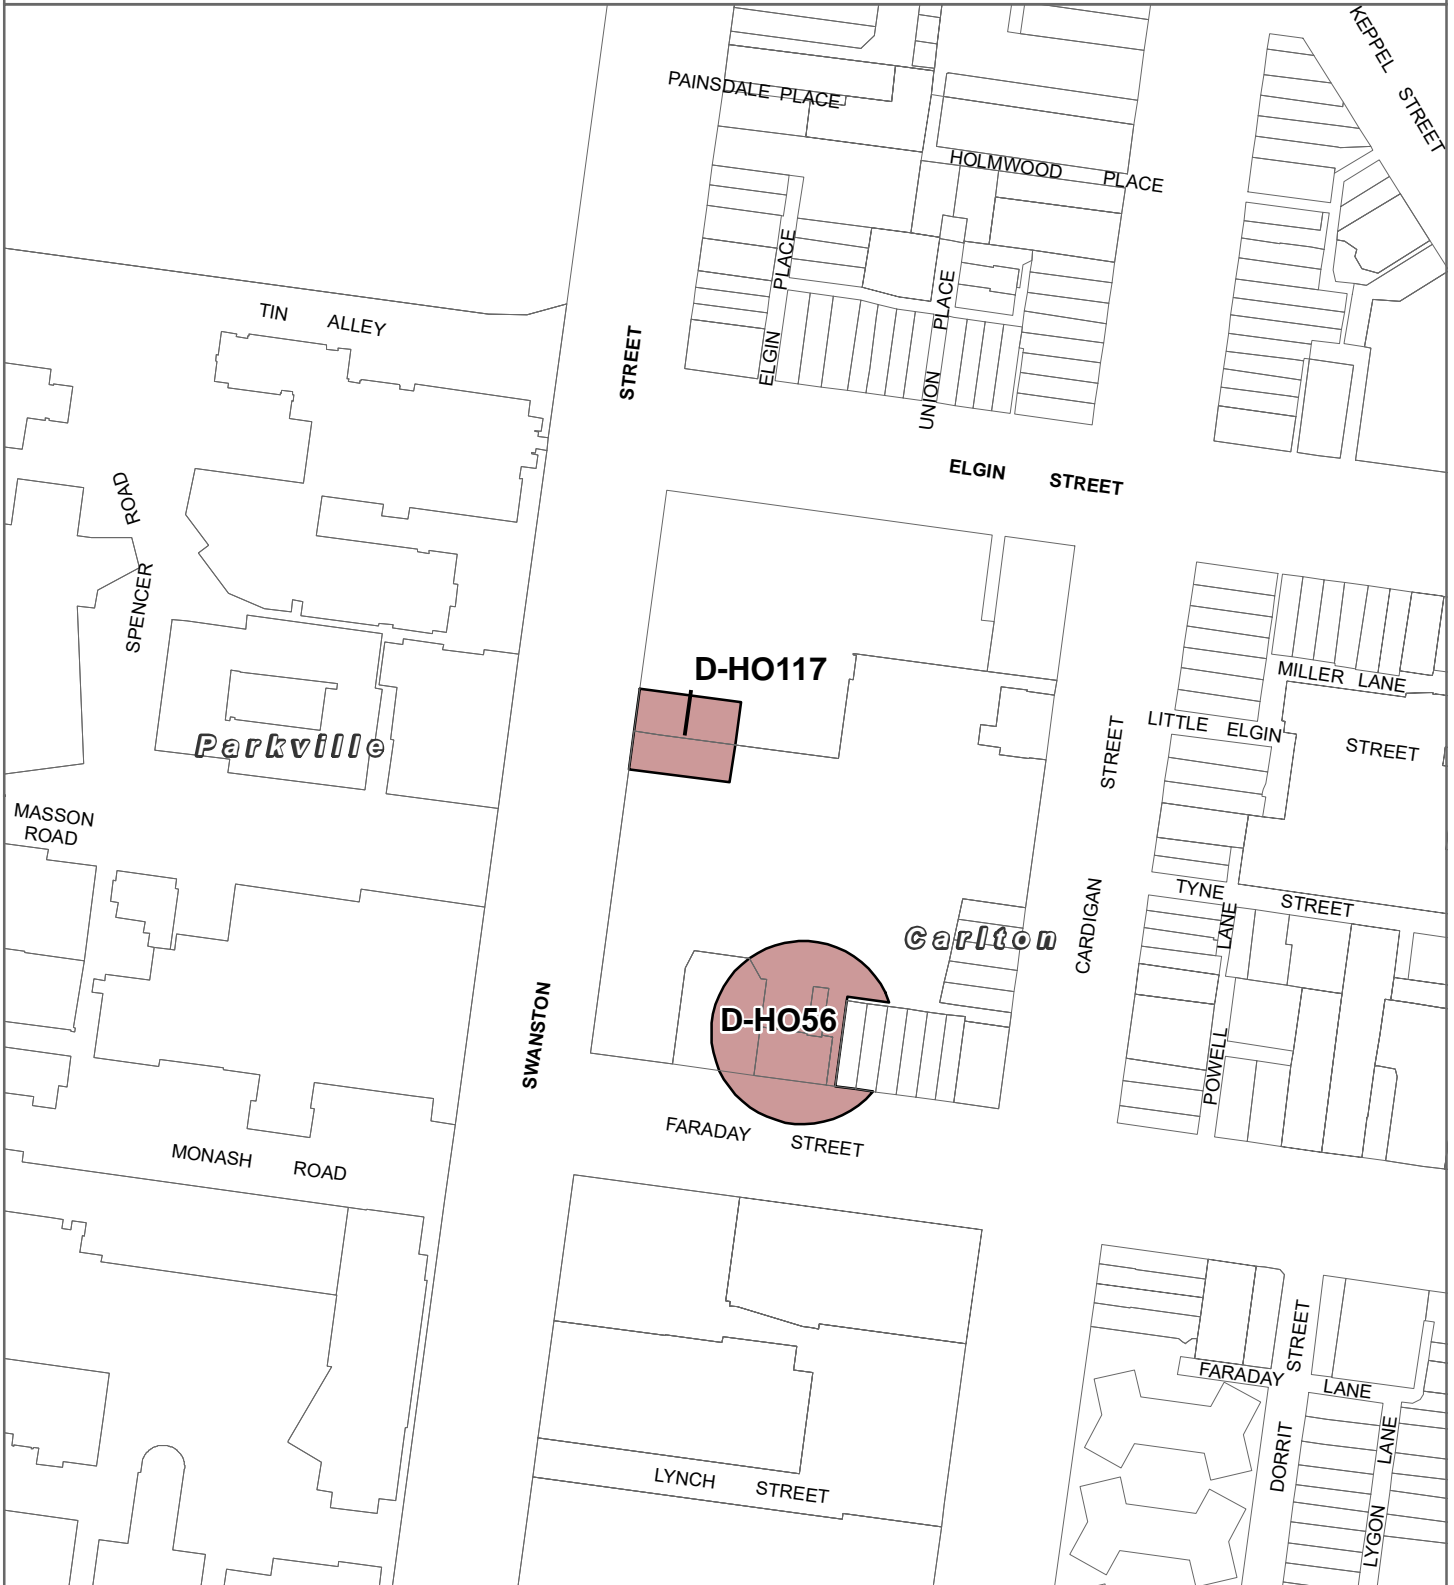 KEPPEL STREET
PAINSDALE PLACE
HOLMWOOD PLACE
ELGIN PLACE
UNION PLACE
TIN ALLEY
STREET
ELGIN STREET
SPENCER ROAD
D-HO117
Parkville
MILLER LANE
LITTLE ELGIN STREET
STREET
MASSON
ROAD
TYNE STREET
Carlton
CARDIGAN
LANE
POWELL
D-HO56
SWANSTON
FARADAY STREET
MONASH ROAD
LYNCH STREET
FARADAY LANE
DORRIT STREET
LYGON LANE